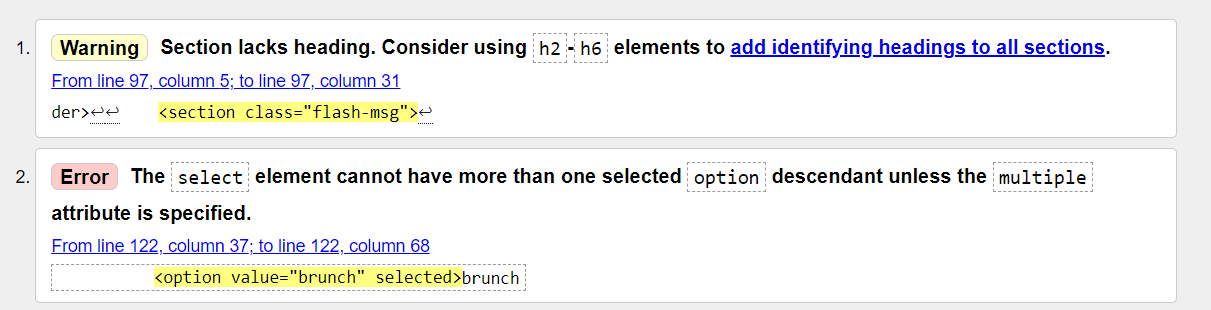 1. Warning Section lacks heading. Consider using h2-h6 elements to add identifying headings to all sections.
From line 97, column 5; to line 97, column 31
der>↩↩    <section class="flash-msg">↩
2. Error The select element cannot have more than one selected option descendant unless the multiple
attribute is specified.
From line 122, column 37; to line 122, column 68
<option value="brunch" selected>brunch